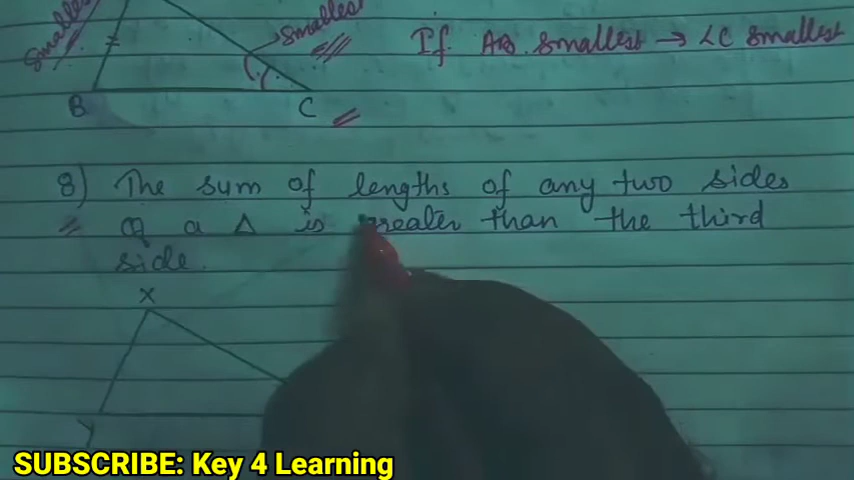 Smallest
Smallest
If AB smallest → ∠C smallest
B
C
8) The sum of lengths of any two sides
of a Δ is greater than the third
side.
X
Y
SUBSCRIBE: Key 4 Learning